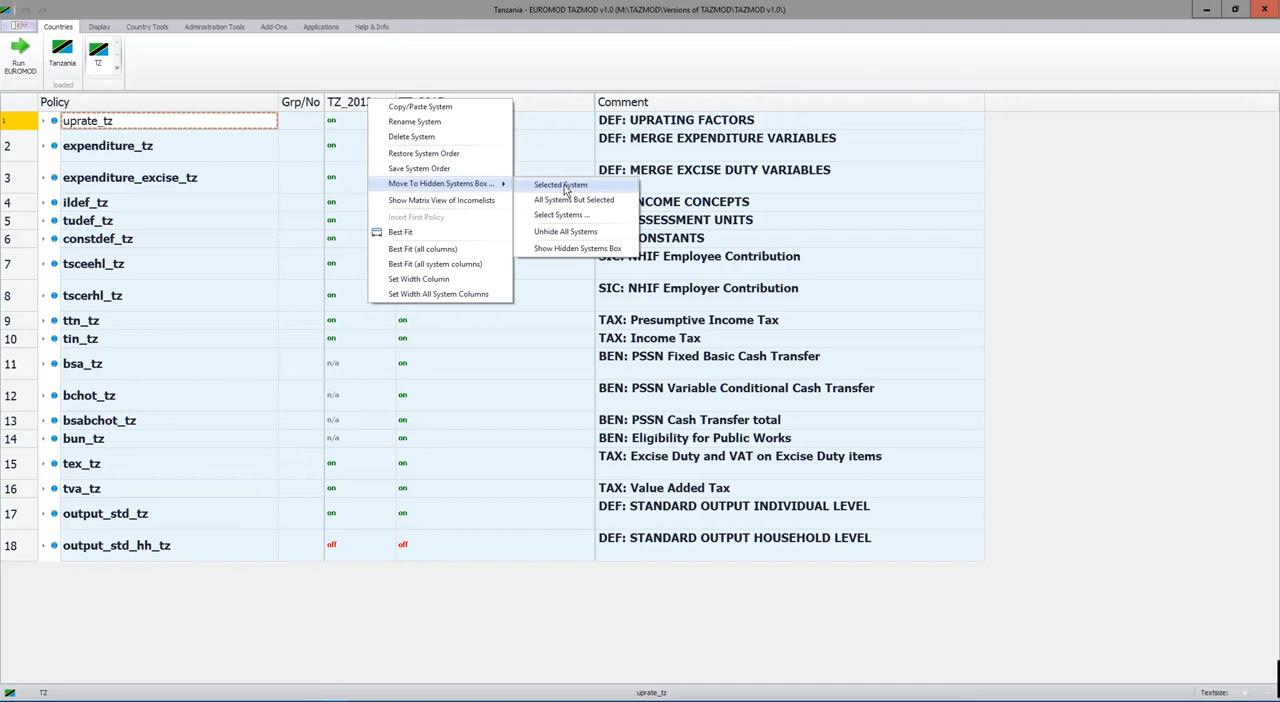 Tanzania - EUROMOD TAZMOD v1.0 (M:\TAZMOD\Versions of TAZMOD\TAZMOD v1.0\)
Countries Display Country Tools Administration Tools Add-Ons Applications Help & Info
Run EUROMOD
Tanzania
TZ
loaded
Policy Grp/No TZ_2012 Comment
1 uprate_tz on DEF: UPRATING FACTORS
2 expenditure_tz on DEF: MERGE EXPENDITURE VARIABLES
3 expenditure_excise_tz on DEF: MERGE EXCISE DUTY VARIABLES
4 ildef_tz on INCOME CONCEPTS
5 tudef_tz on ASSESSMENT UNITS
6 constdef_tz on CONSTANTS
7 tsceehl_tz on SIC: NHIF Employee Contribution
8 tscerhl_tz on SIC: NHIF Employer Contribution
9 ttn_tz on on TAX: Presumptive Income Tax
10 tin_tz on on TAX: Income Tax
11 bsa_tz n/a on BEN: PSSN Fixed Basic Cash Transfer
12 bchot_tz n/a on BEN: PSSN Variable Conditional Cash Transfer
13 bsabchot_tz n/a on BEN: PSSN Cash Transfer total
14 bun_tz n/a on BEN: Eligibility for Public Works
15 tex_tz on on TAX: Excise Duty and VAT on Excise Duty items
16 tva_tz on on TAX: Value Added Tax
17 output_std_tz on on DEF: STANDARD OUTPUT INDIVIDUAL LEVEL
18 output_std_hh_tz off off DEF: STANDARD OUTPUT HOUSEHOLD LEVEL
Copy/Paste System
Rename System
Delete System
Restore System Order
Save System Order
Move To Hidden Systems Box ...
Show Matrix View of Incomelists
Insert First Policy
Best Fit
Best Fit (all columns)
Best Fit (all system columns)
Set Width Column
Set Width All System Columns
Selected System
All Systems But Selected
Select Systems ...
Unhide All Systems
Show Hidden Systems Box
TZ uprate_tz Textsize: